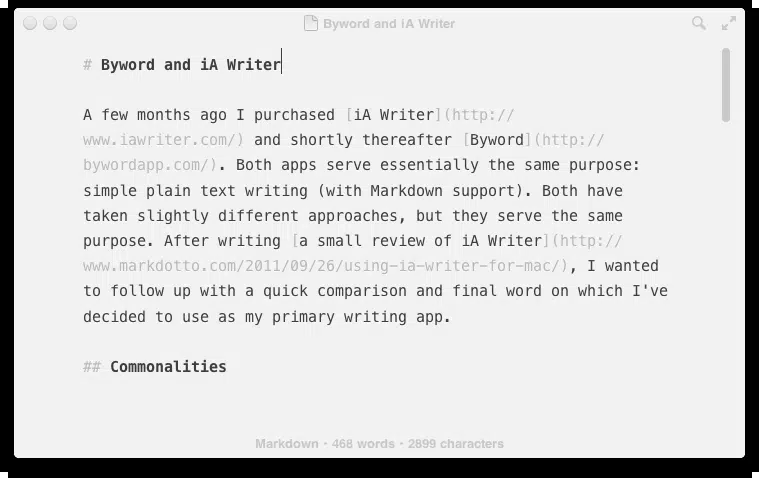 Byword and iA Writer
# Byword and iA Writer
A few months ago I purchased [iA Writer](http://
www.iawriter.com/) and shortly thereafter [Byword](http://
bywordapp.com/). Both apps serve essentially the same purpose:
simple plain text writing (with Markdown support). Both have
taken slightly different approaches, but they serve the same
purpose. After writing [a small review of iA Writer](http://
www.markdotto.com/2011/09/26/using-ia-writer-for-mac/), I wanted
to follow up with a quick comparison and final word on which I've
decided to use as my primary writing app.
## Commonalities
Markdown • 468 words • 2899 characters